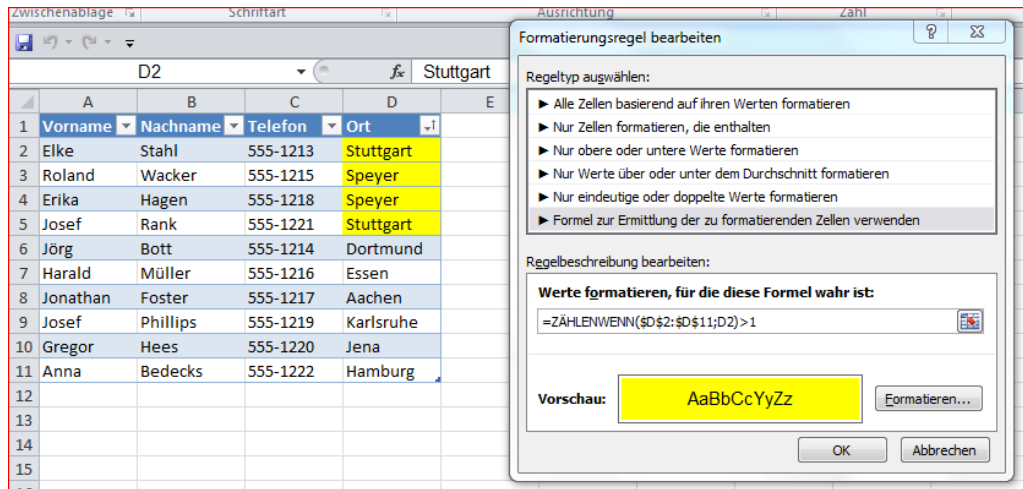 Zwischenablage Schriftart Ausrichtung Zahl
D2 fx Stuttgart
A B C D E
1 Vorname Nachname Telefon Ort
2 Elke Stahl 555-1213 Stuttgart
3 Roland Wacker 555-1215 Speyer
4 Erika Hagen 555-1218 Speyer
5 Josef Rank 555-1221 Stuttgart
6 Jörg Bott 555-1214 Dortmund
7 Harald Müller 555-1216 Essen
8 Jonathan Foster 555-1217 Aachen
9 Josef Phillips 555-1219 Karlsruhe
10 Gregor Hees 555-1220 Jena
11 Anna Bedecks 555-1222 Hamburg
12
13
14
15
Formatierungsregel bearbeiten
Regeltyp auswählen:
► Alle Zellen basierend auf ihren Werten formatieren
► Nur Zellen formatieren, die enthalten
► Nur obere oder untere Werte formatieren
► Nur Werte über oder unter dem Durchschnitt formatieren
► Nur eindeutige oder doppelte Werte formatieren
► Formel zur Ermittlung der zu formatierenden Zellen verwenden
Regelbeschreibung bearbeiten:
Werte formatieren, für die diese Formel wahr ist:
=ZÄHLENWENN($D$2:$D$11;D2)>1
Vorschau: AaBbCcYyZz Formatieren...
OK Abbrechen